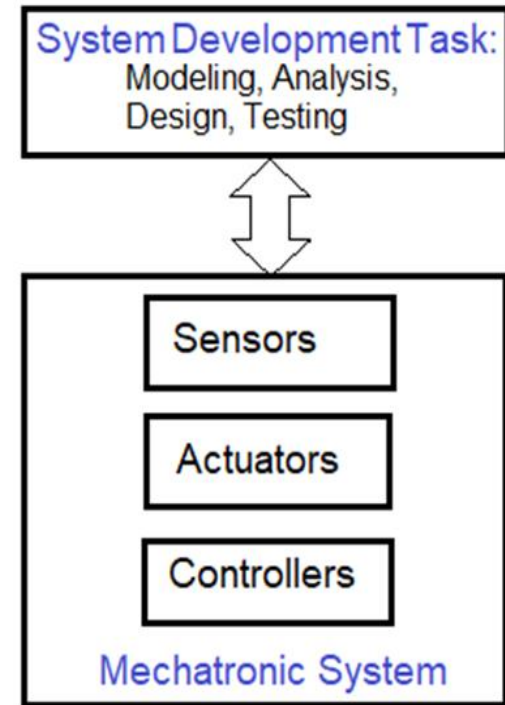 System Development Task:
Modeling, Analysis,
Design, Testing
Sensors
Actuators
Controllers
Mechatronic System